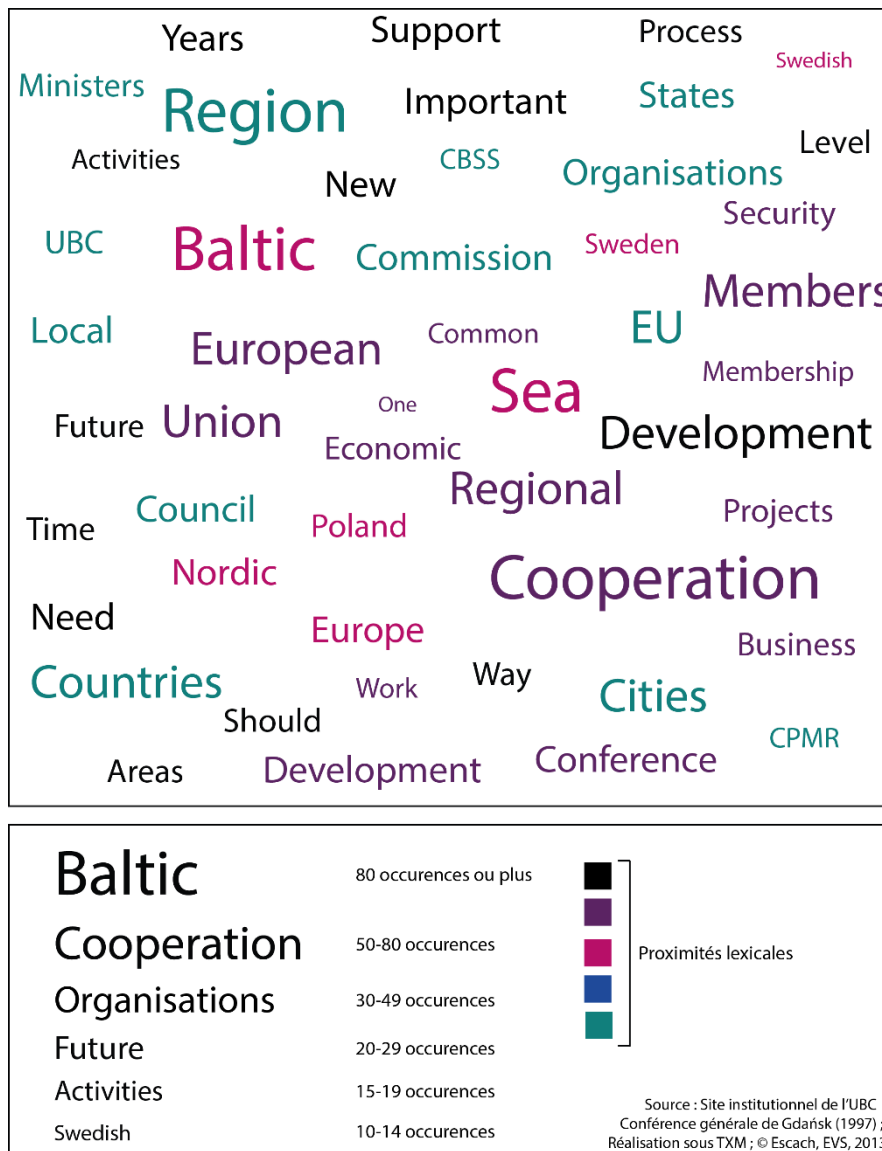 Years
Support
Process
Swedish
Ministers
Region
Important
States
Level
Activities
CBSS
New
Organisations
Security
UBC
Baltic
Commission
Sweden
Members
Local
European
Common
EU
Sea
Membership
Future
Union
One
Economic
Development
Regional
Council
Poland
Projects
Time
Nordic
Cooperation
Need
Europe
Business
Countries
Work
Way
Cities
Should
CPMR
Areas
Development
Conference
Baltic 80 occurences ou plus
Cooperation 50-80 occurences
Proximités lexicales
Organisations 30-49 occurences
Future 20-29 occurences
Activities 15-19 occurences
Swedish 10-14 occurences
Source : Site institutionnel de l'UBC
Conférence générale de Gdańsk (1997) ;
Réalisation sous TXM ; © Escach, EVS, 2013